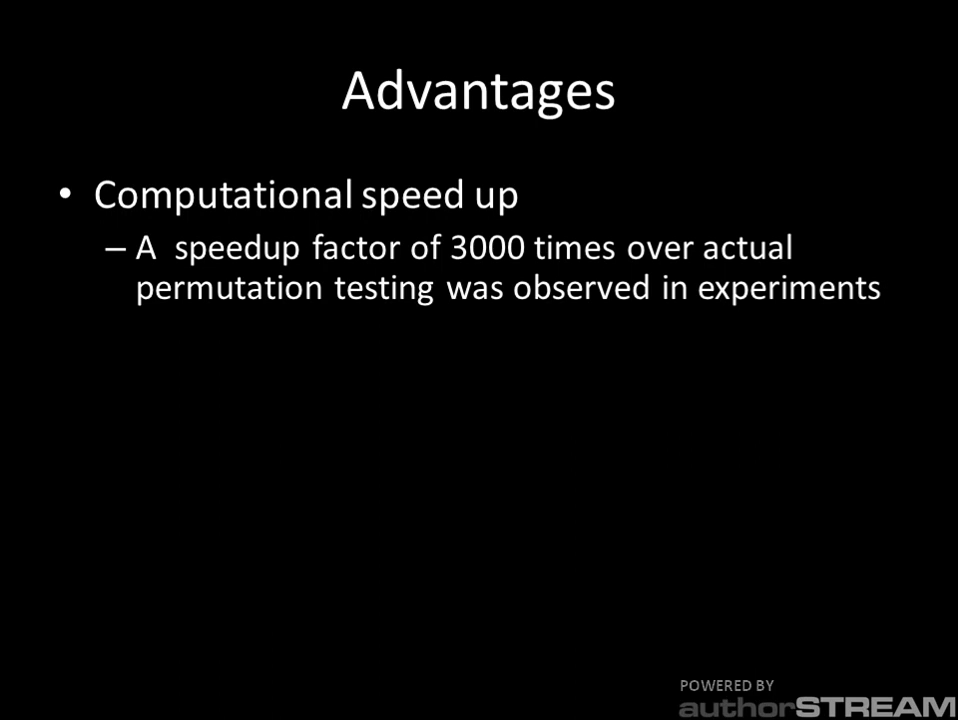 Advantages
• Computational speed up
– A  speedup factor of 3000 times over actual
permutation testing was observed in experiments
POWERED BY
authorSTREAM